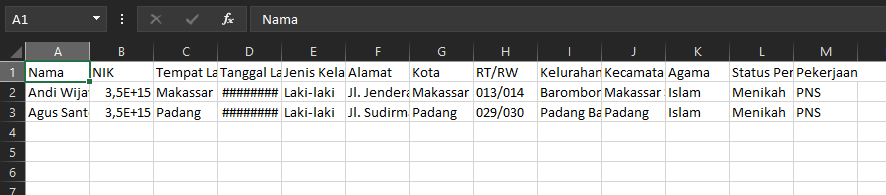 A1 fx Nama
A B C D E F G H I J K L M
1 Nama NIK Tempat La Tanggal La Jenis Kela Alamat Kota RT/RW Kelurahan Kecamata Agama Status Per Pekerjaan
2 Andi Wija 3,5E+15 Makassar ######## Laki-laki Jl. Jendera Makassar 013/014 Barombon Makassar Islam Menikah PNS
3 Agus Sant 3,5E+15 Padang ######## Laki-laki Jl. Sudirma Padang 029/030 Padang Ba Padang Islam Menikah PNS
4
5
6
7